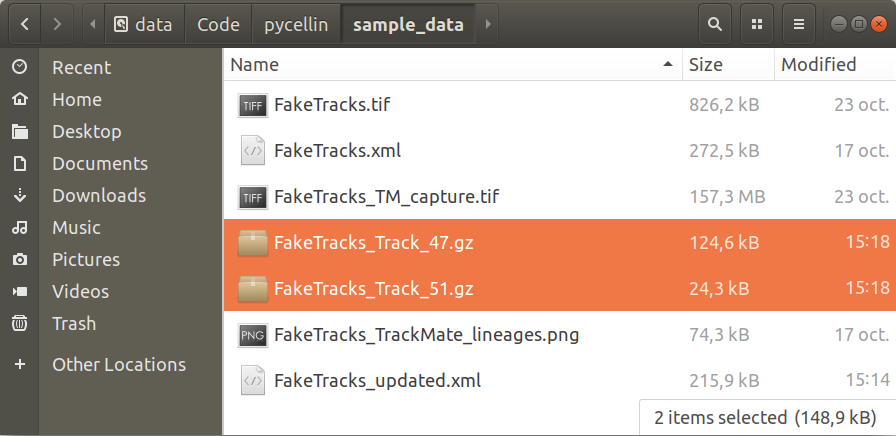 data Code pycellin sample_data
Recent
Home
Desktop
Documents
Downloads
Music
Pictures
Videos
Trash
Other Locations
Name Size Modified
TIFF FakeTracks.tif 826,2 kB 23 oct.
</> FakeTracks.xml 272,5 kB 17 oct.
TIFF FakeTracks_TM_capture.tif 157,3 MB 23 oct.
FakeTracks_Track_47.gz 124,6 kB 15:18
FakeTracks_Track_51.gz 24,3 kB 15:18
PNG FakeTracks_TrackMate_lineages.png 74,3 kB 17 oct.
</> FakeTracks_updated.xml 215,9 kB 15:14
2 items selected (148,9 kB)